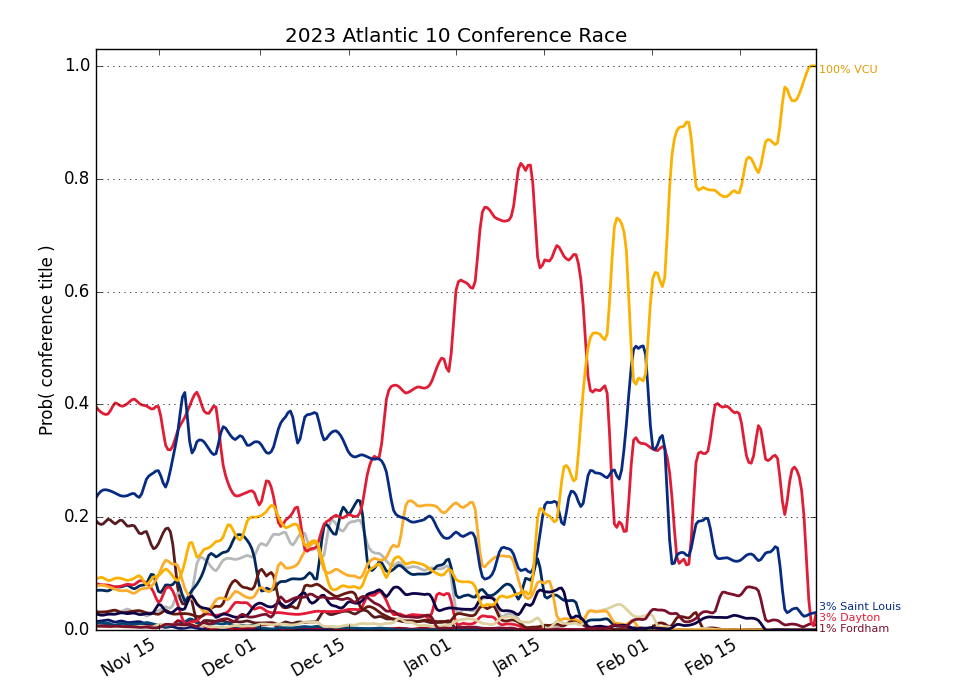 2023 Atlantic 10 Conference Race
Prob( conference title )
1.0
0.8
0.6
0.4
0.2
0.0
Nov 15
Dec 01
Dec 15
Jan 01
Jan 15
Feb 01
Feb 15
100% VCU
3% Saint Louis
3% Dayton
1% Fordham